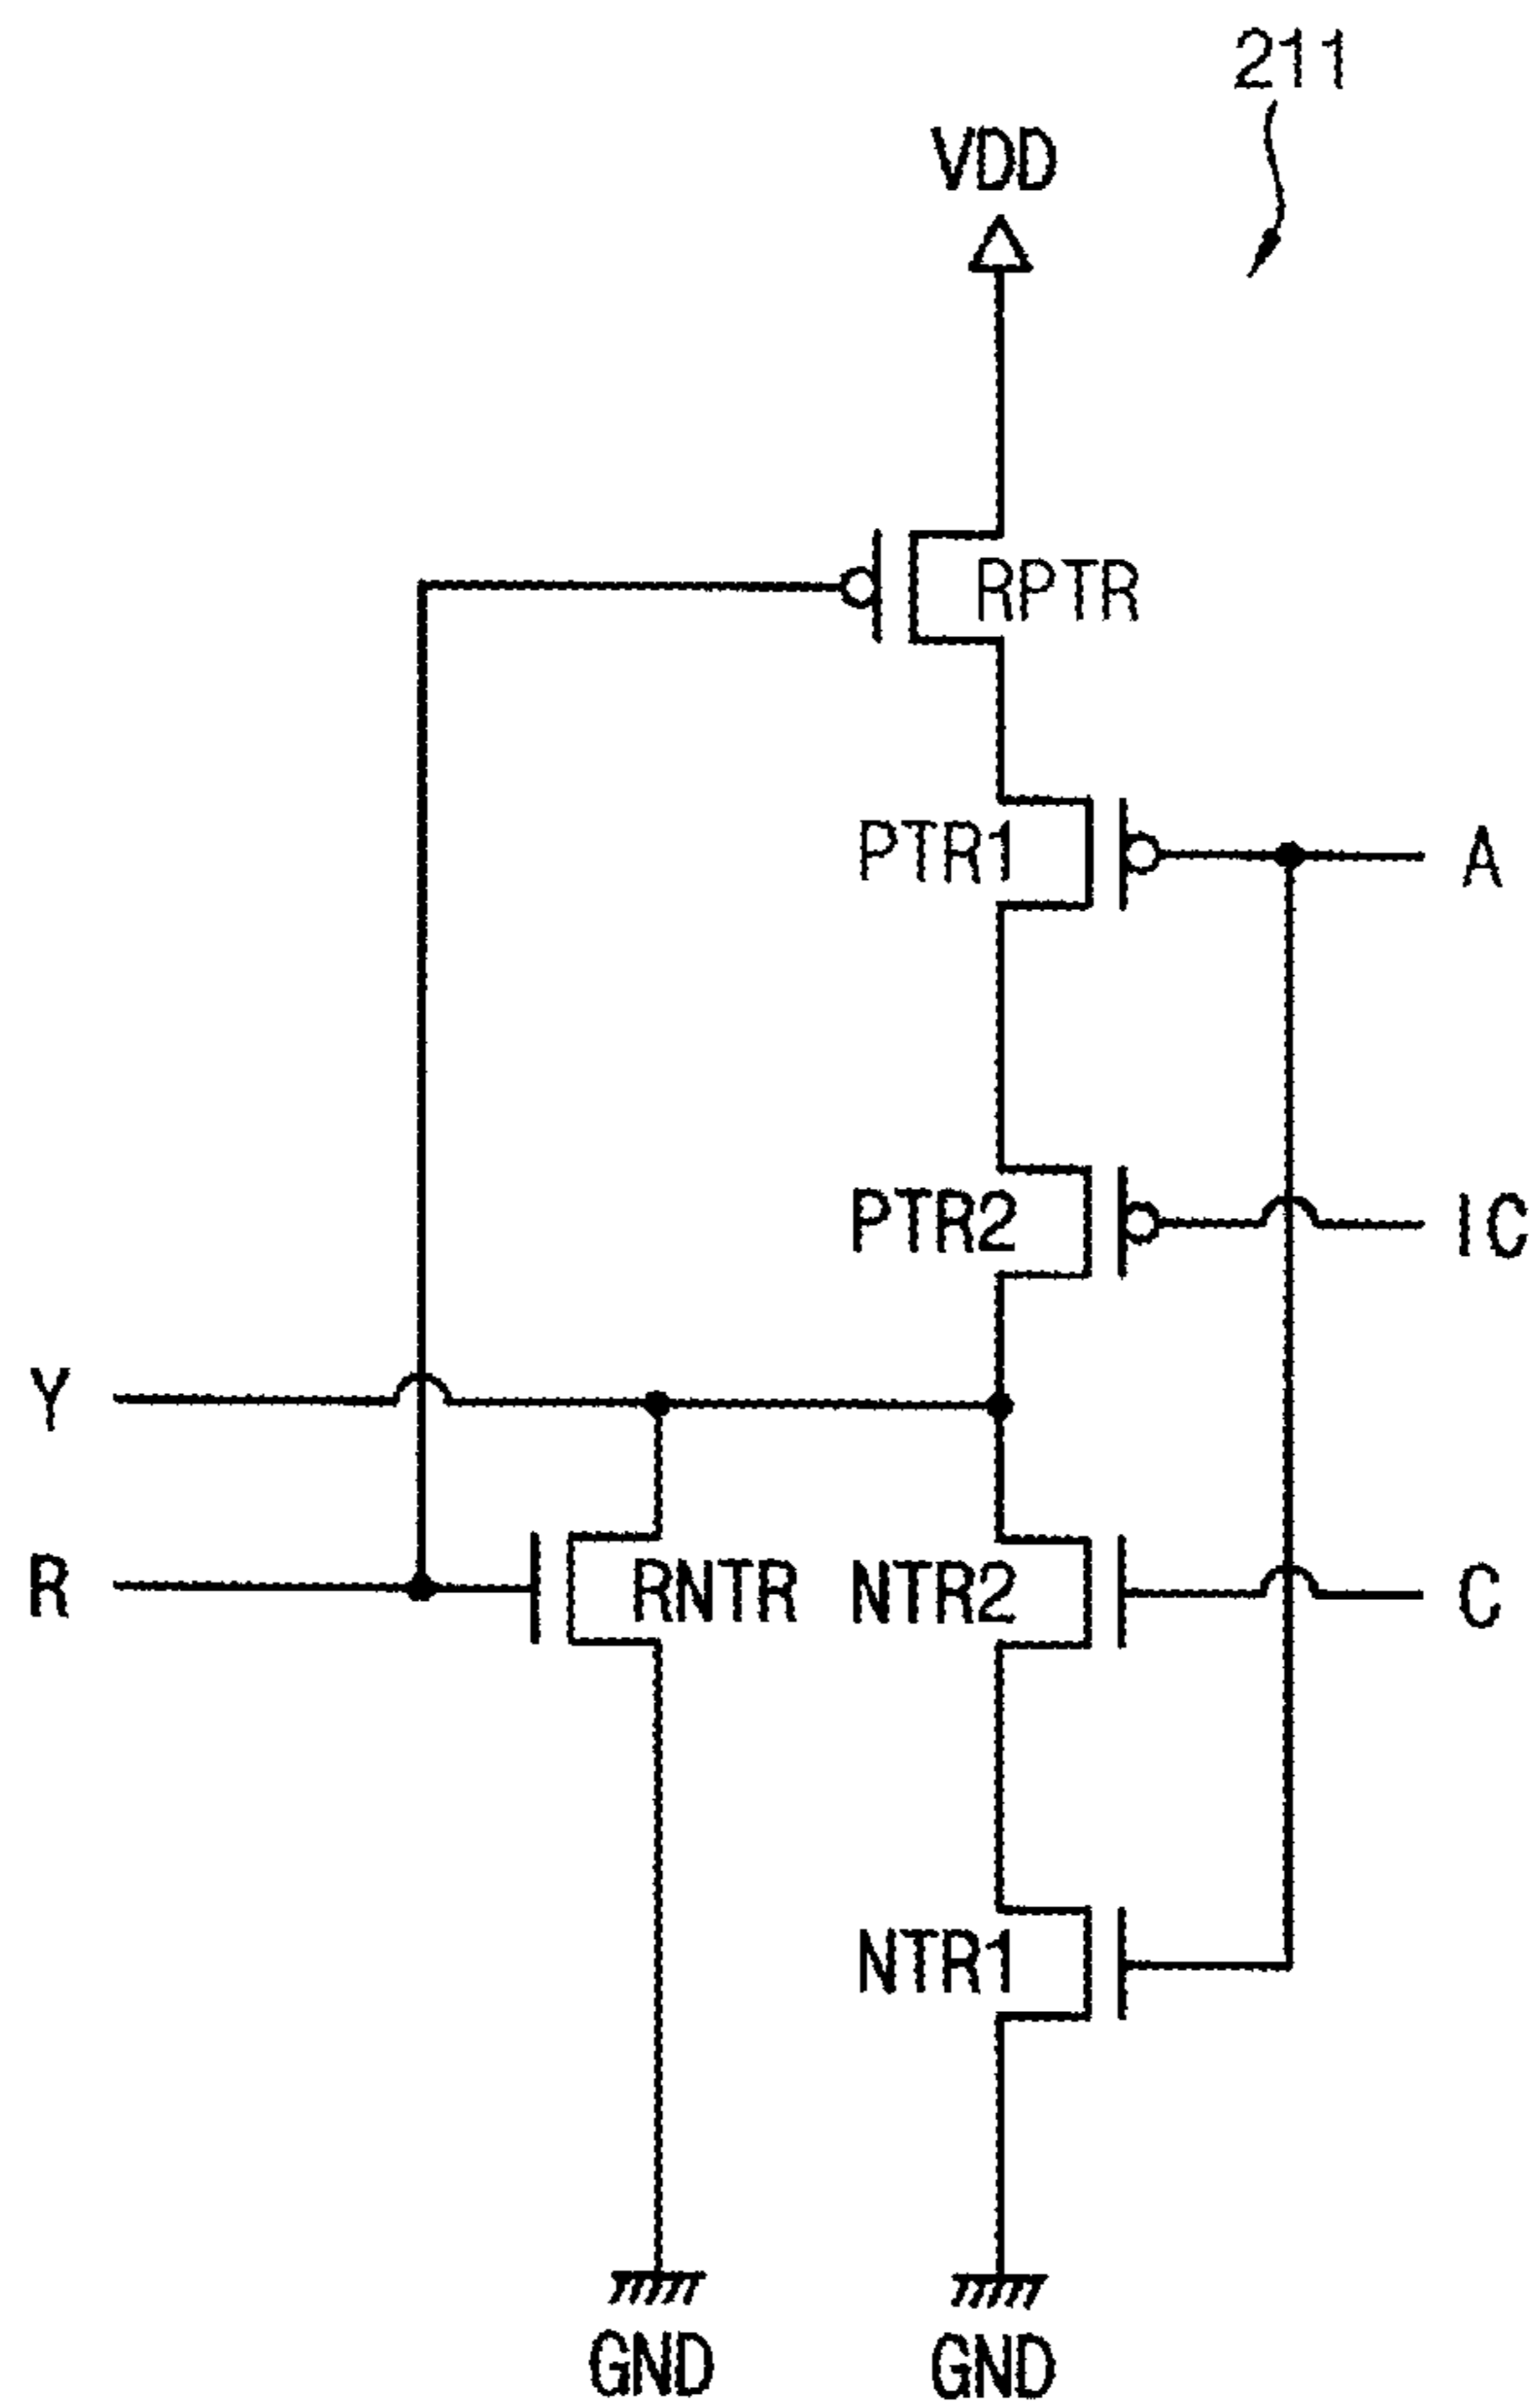 211
VDD
RPTR
PTR1
A
PTR2
IC
Y
R
RNTR
NTR2
C
NTR1
GND
GND